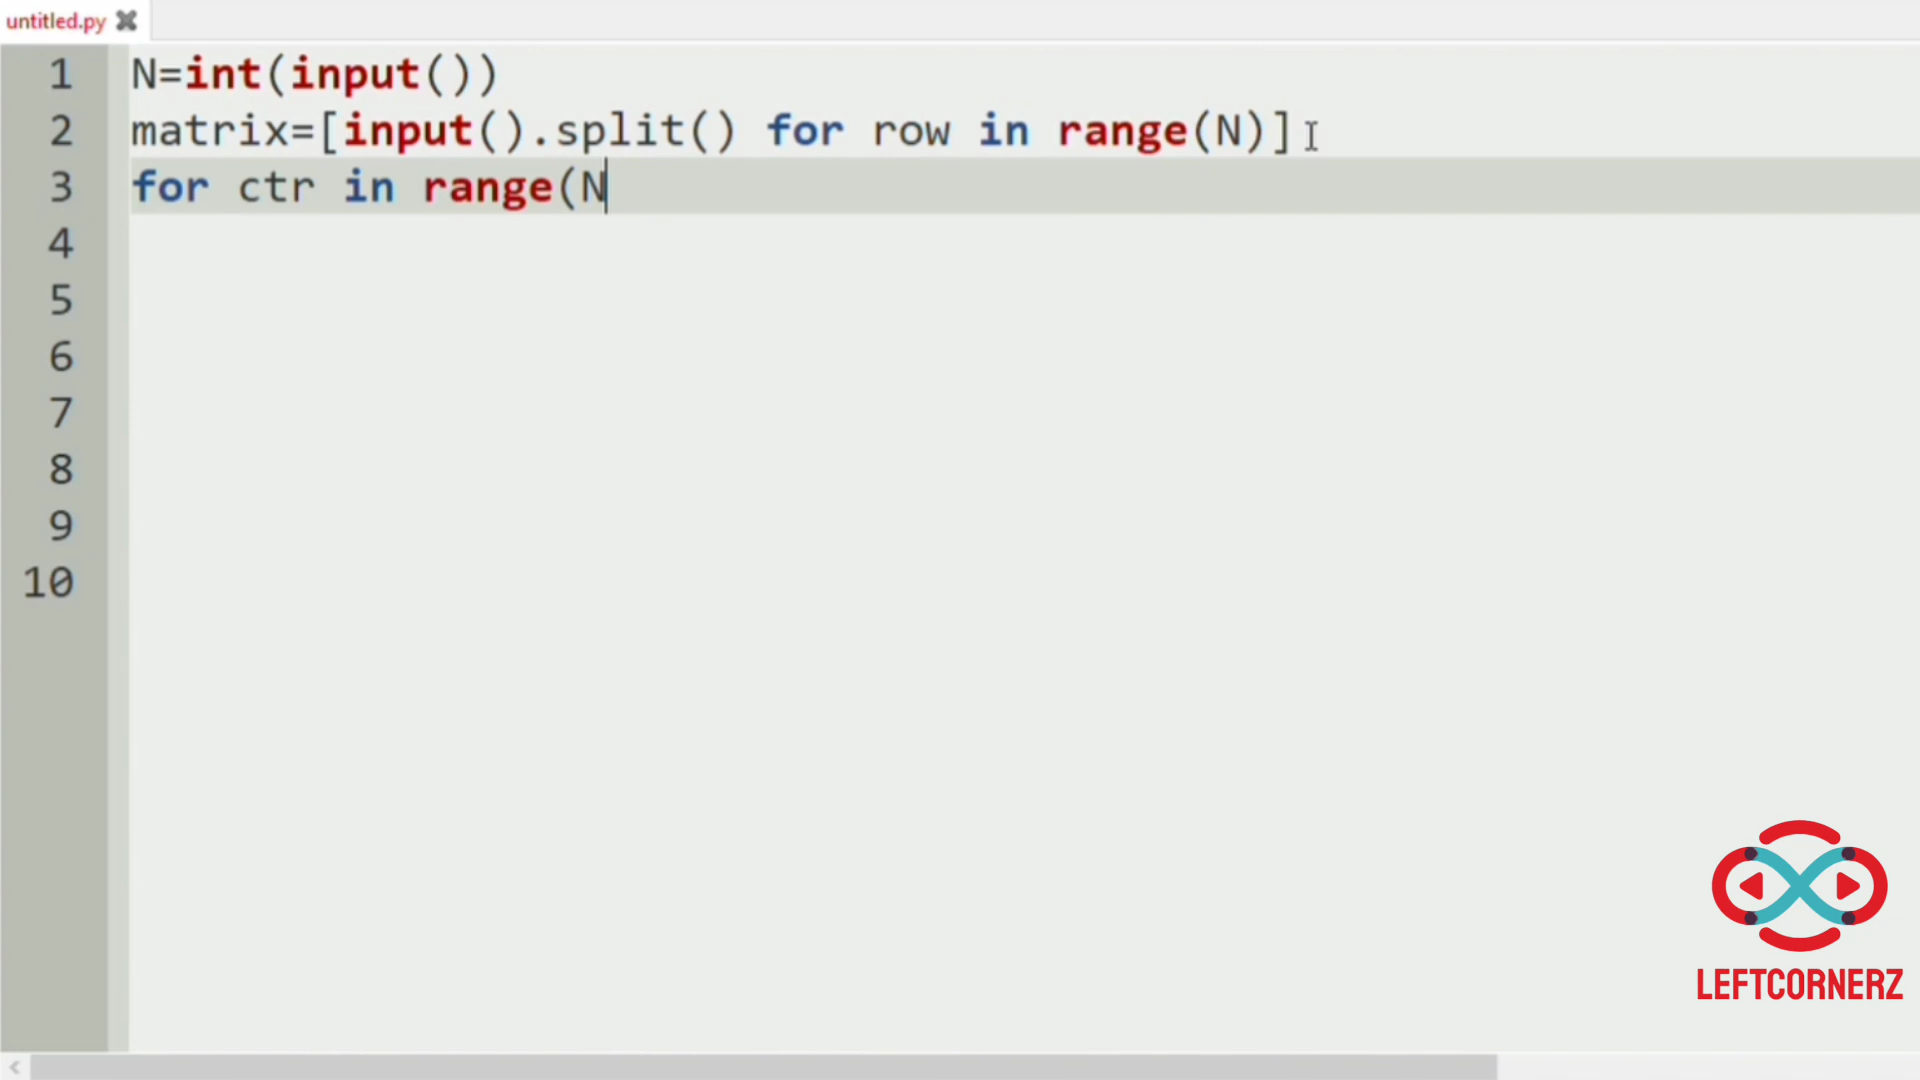 untitled.py
1 N=int(input())
2 matrix=[input().split() for row in range(N)]
3 for ctr in range(N
4
5
6
7
8
9
10
LEFTCORNERZ